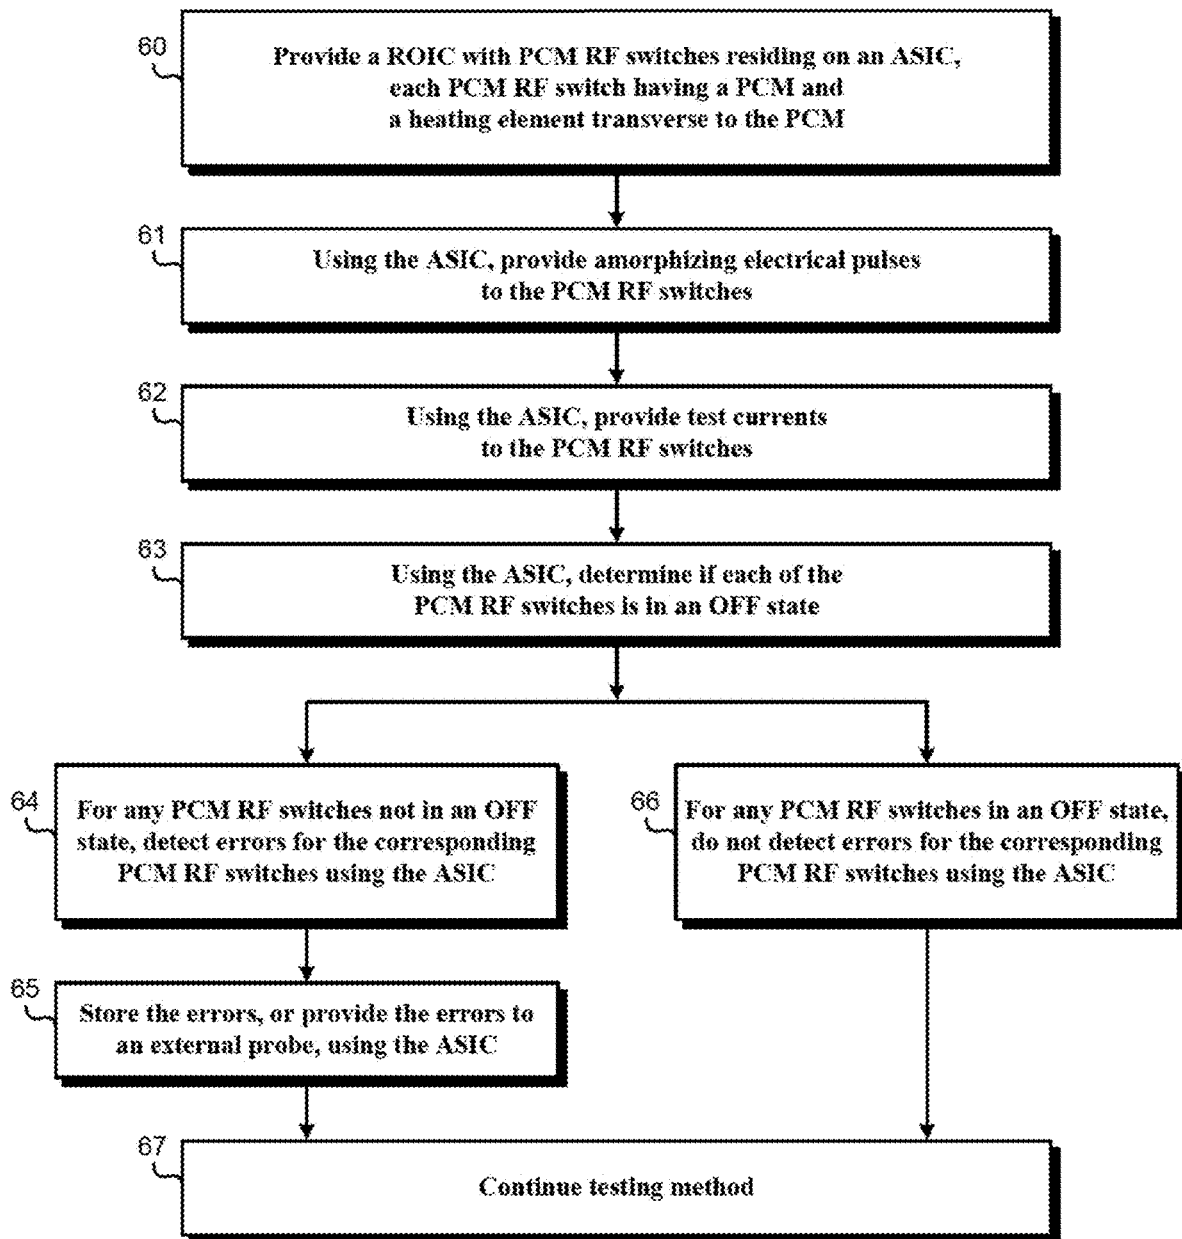 60
Provide a ROIC with PCM RF switches residing on an ASIC,
each PCM RF switch having a PCM and
a heating element transverse to the PCM
61
Using the ASIC, provide amorphizing electrical pulses
to the PCM RF switches
62
Using the ASIC, provide test currents
to the PCM RF switches
63
Using the ASIC, determine if each of the
PCM RF switches is in an OFF state
64
For any PCM RF switches not in an OFF
state, detect errors for the corresponding
PCM RF switches using the ASIC
66
For any PCM RF switches in an OFF state,
do not detect errors for the corresponding
PCM RF switches using the ASIC
65
Store the errors, or provide the errors to
an external probe, using the ASIC
67
Continue testing method